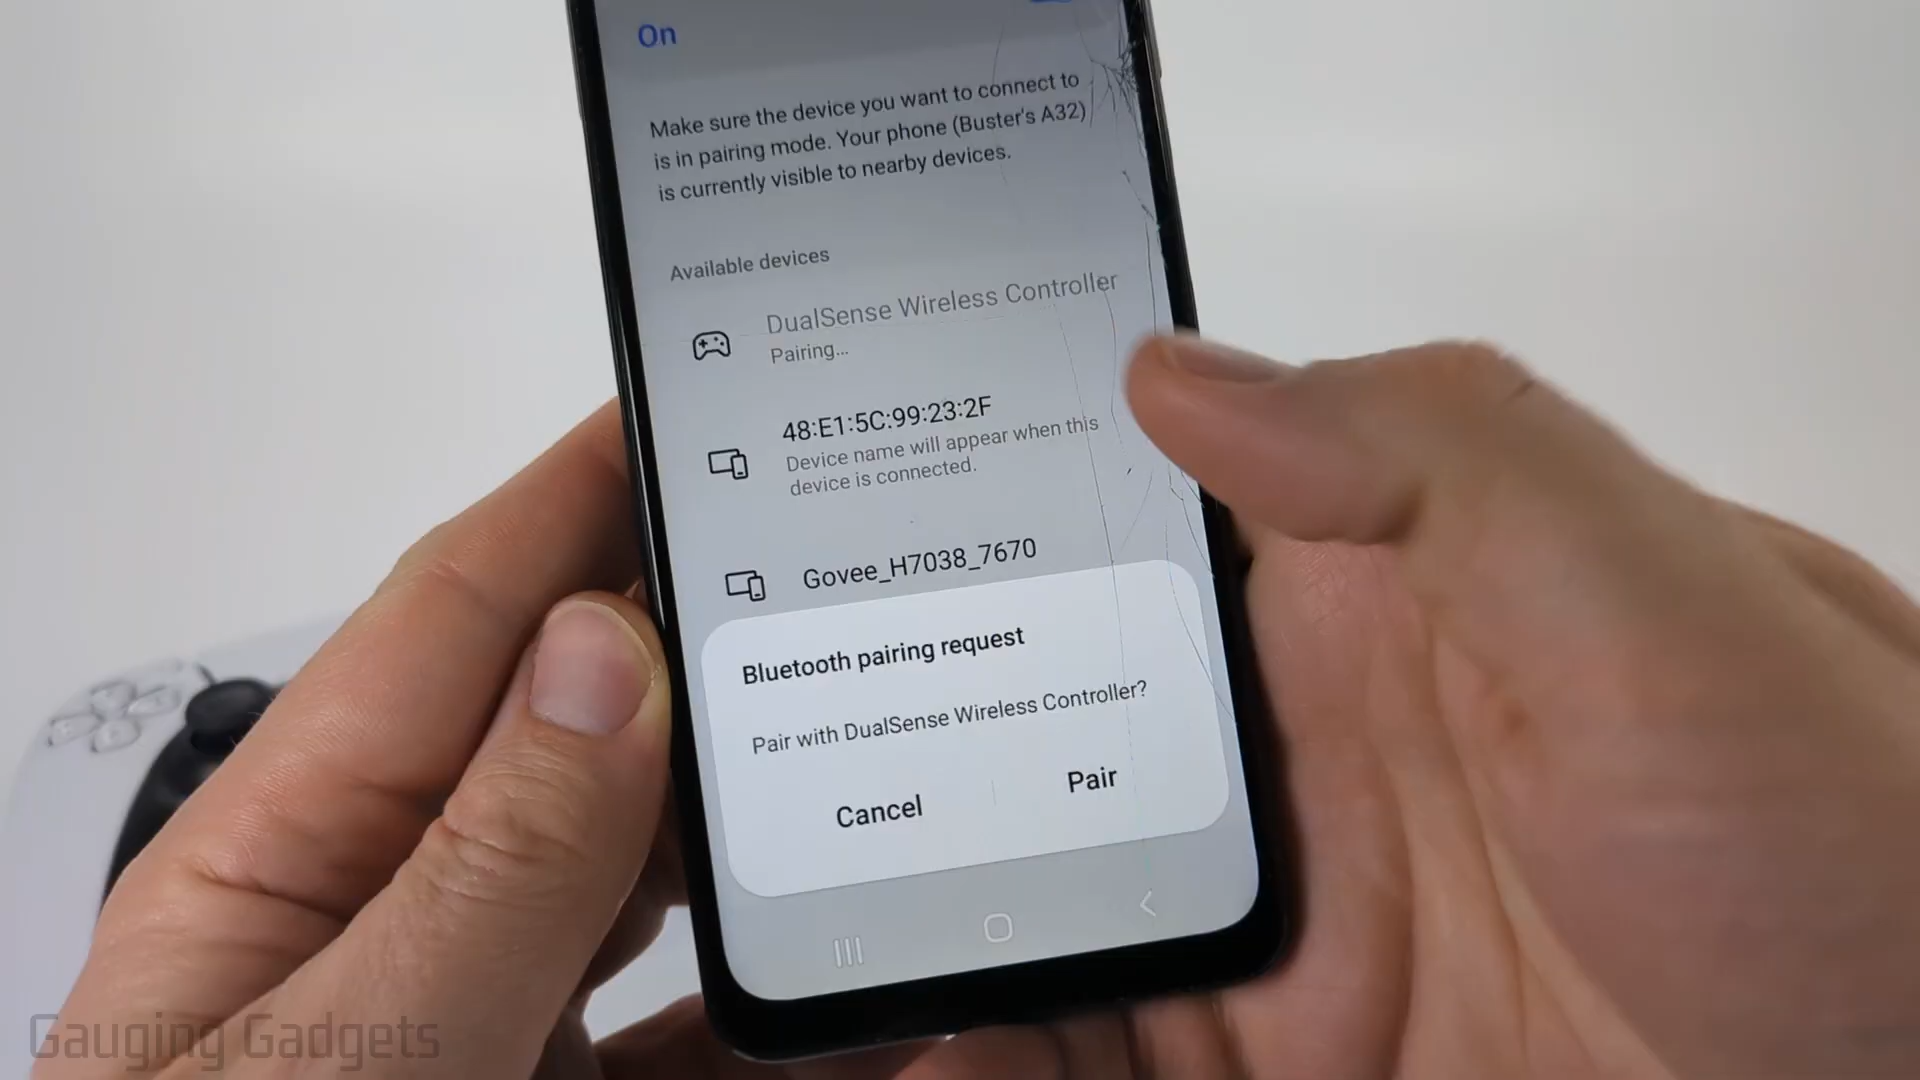 On
Make sure the device you want to connect to
is in pairing mode. Your phone (Buster's A32)
is currently visible to nearby devices.
Available devices
DualSense Wireless Controller
Pairing...
48:E1:5C:99:23:2F
Device name will appear when this
device is connected.
Govee_H7038_7670
Bluetooth pairing request
Pair with DualSense Wireless Controller?
Cancel
Pair
Gauging Gadgets